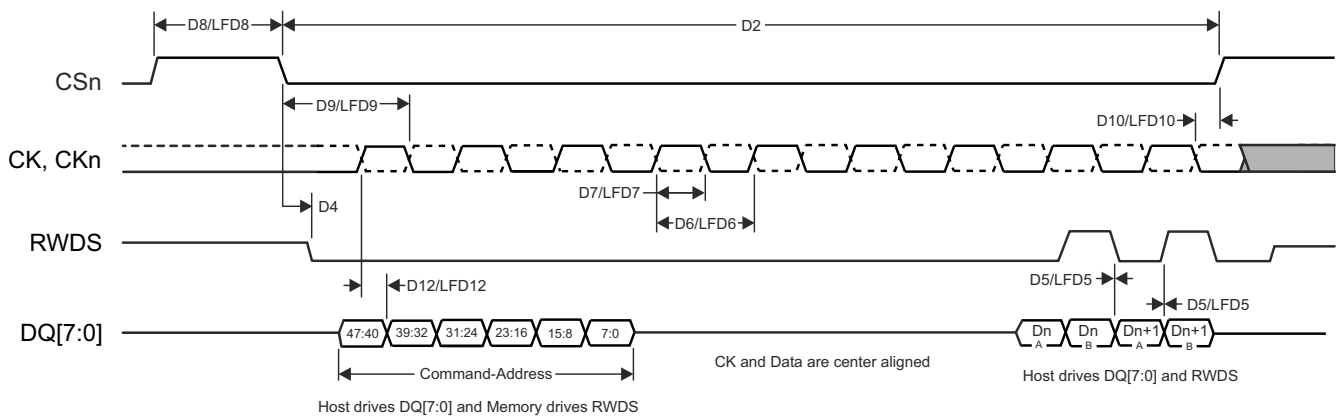 D8/LFD8
D2
CSn
D9/LFD9
D10/LFD10
CK, CKn
D7/LFD7
D4
D6/LFD6
RWDS
D12/LFD12
D5/LFD5
D5/LFD5
DQ[7:0]
47:40 39:32 31:24 23:16 15:8 7:0
Dn Dn Dn+1 Dn+1
A B A B
CK and Data are center aligned
Command-Address
Host drives DQ[7:0] and RWDS
Host drives DQ[7:0] and Memory drives RWDS